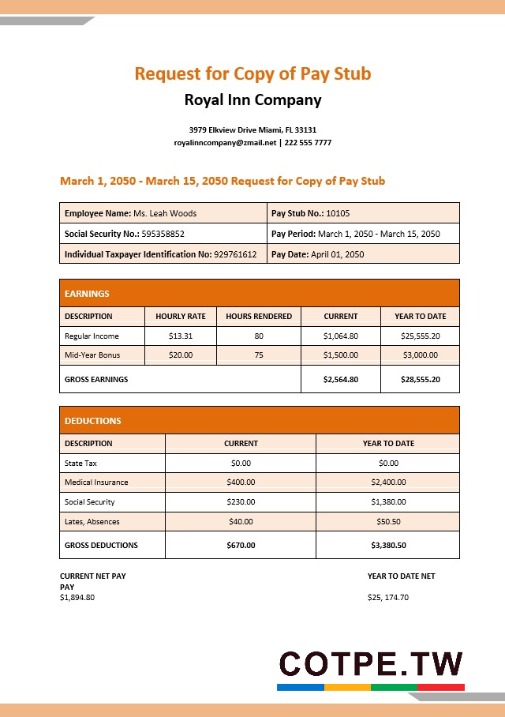 Request for Copy of Pay Stub
Royal Inn Company
3979 Elkview Drive Miami, FL 33131
royalinncompany@zmail.net | 222 555 7777
March 1, 2050 - March 15, 2050 Request for Copy of Pay Stub
Employee Name: Ms. Leah Woods Pay Stub No.: 10105
Social Security No.: 595358852 Pay Period: March 1, 2050 - March 15, 2050
Individual Taxpayer Identification No: 929761612 Pay Date: April 01, 2050
EARNINGS
DESCRIPTION HOURLY RATE HOURS RENDERED CURRENT YEAR TO DATE
Regular Income $13.31 80 $1,064.80 $25,555.20
Mid-Year Bonus $20.00 75 $1,500.00 $3,000.00
GROSS EARNINGS $2,564.80 $28,555.20
DEDUCTIONS
DESCRIPTION CURRENT YEAR TO DATE
State Tax $0.00 $0.00
Medical Insurance $400.00 $2,400.00
Social Security $230.00 $1,380.00
Lates, Absences $40.00 $50.50
GROSS DEDUCTIONS $670.00 $3,380.50
CURRENT NET PAY YEAR TO DATE NET
PAY
$1,894.80 $25, 174.70
COTPE.TW